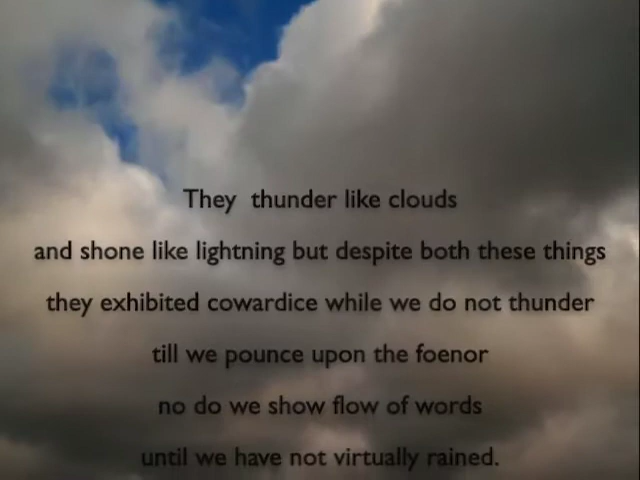 They thunder like clouds
and shone like lightning but despite both these things
they exhibited cowardice while we do not thunder
till we pounce upon the foenor
no do we show flow of words
until we have not virtually rained.